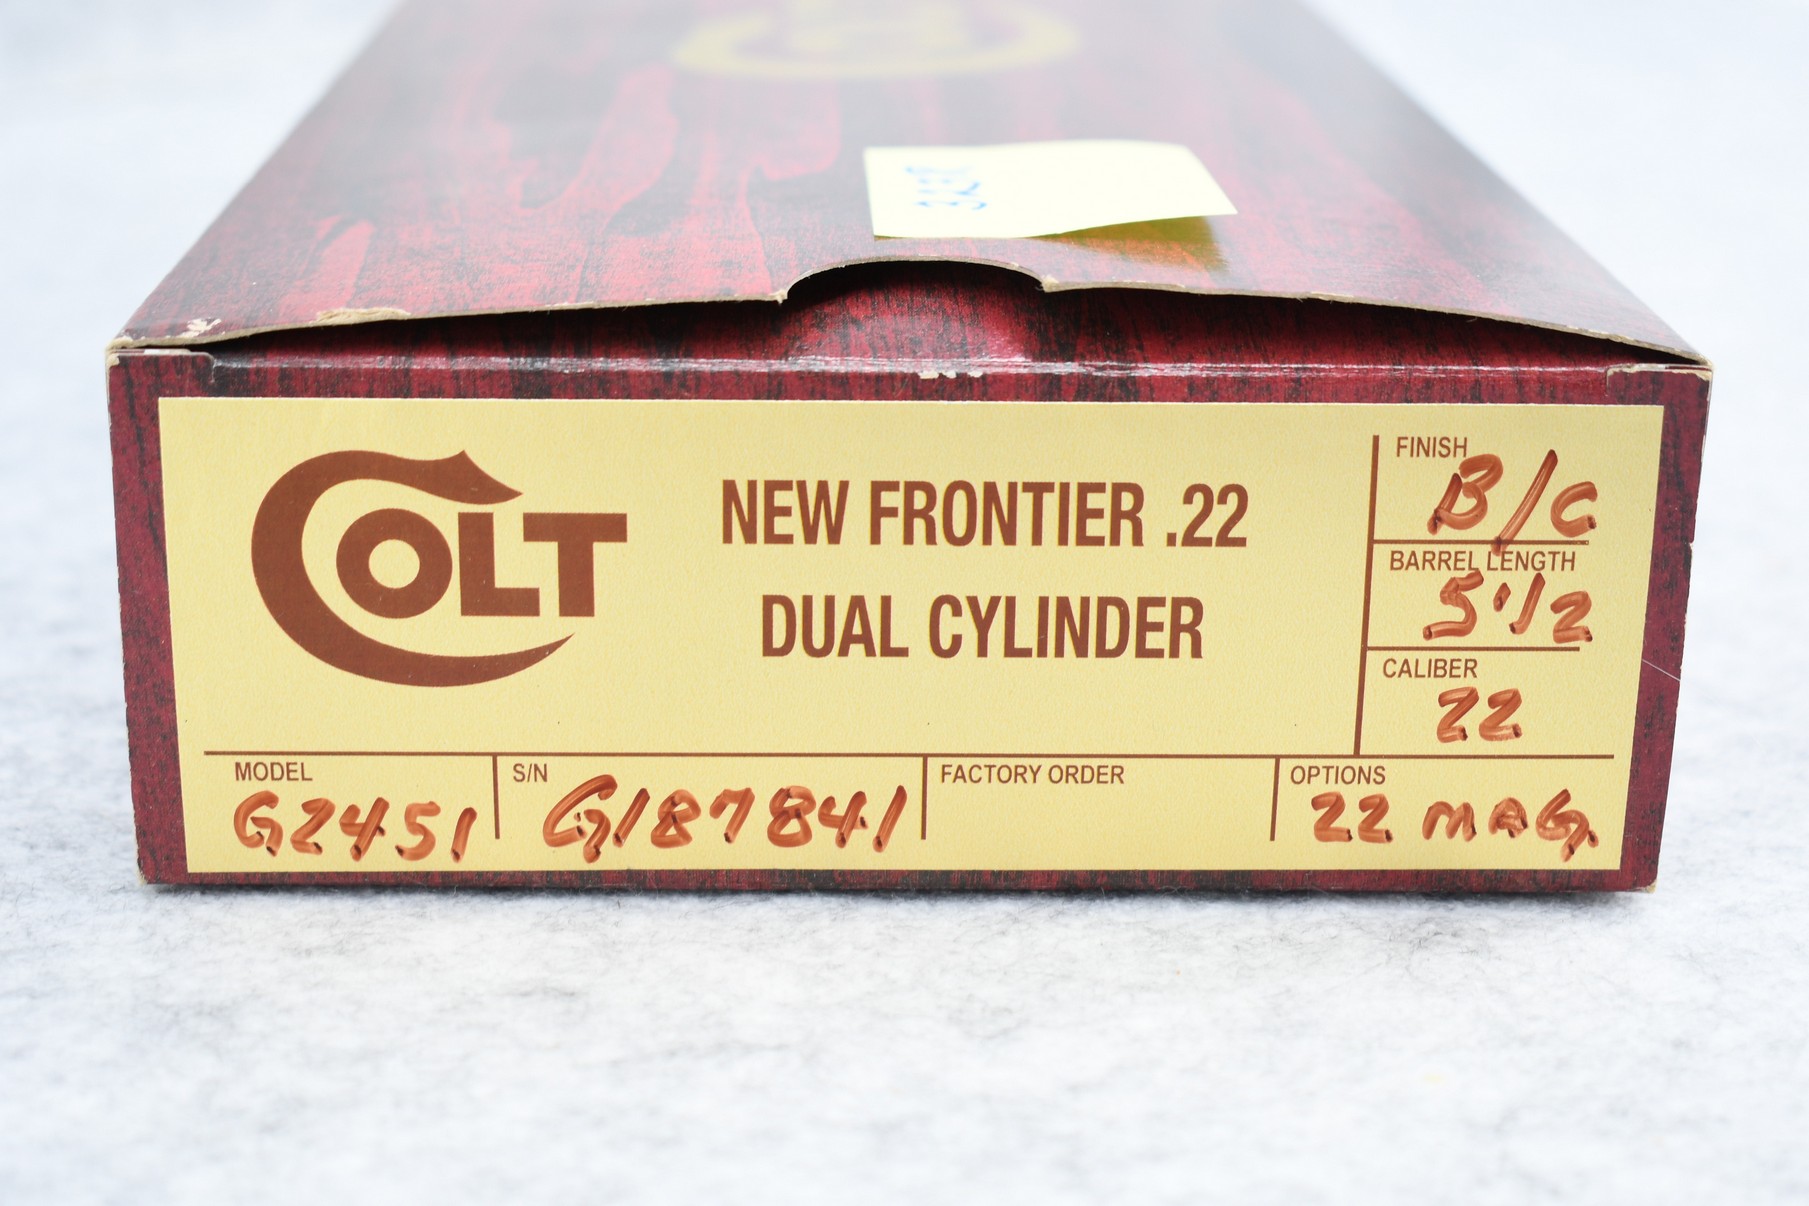 COLT
NEW FRONTIER .22
DUAL CYLINDER
FINISH
B/C
BARREL LENGTH
5 1/2
CALIBER
22
MODEL
G2451
S/N
G187841
FACTORY ORDER
OPTIONS
22 MAG.